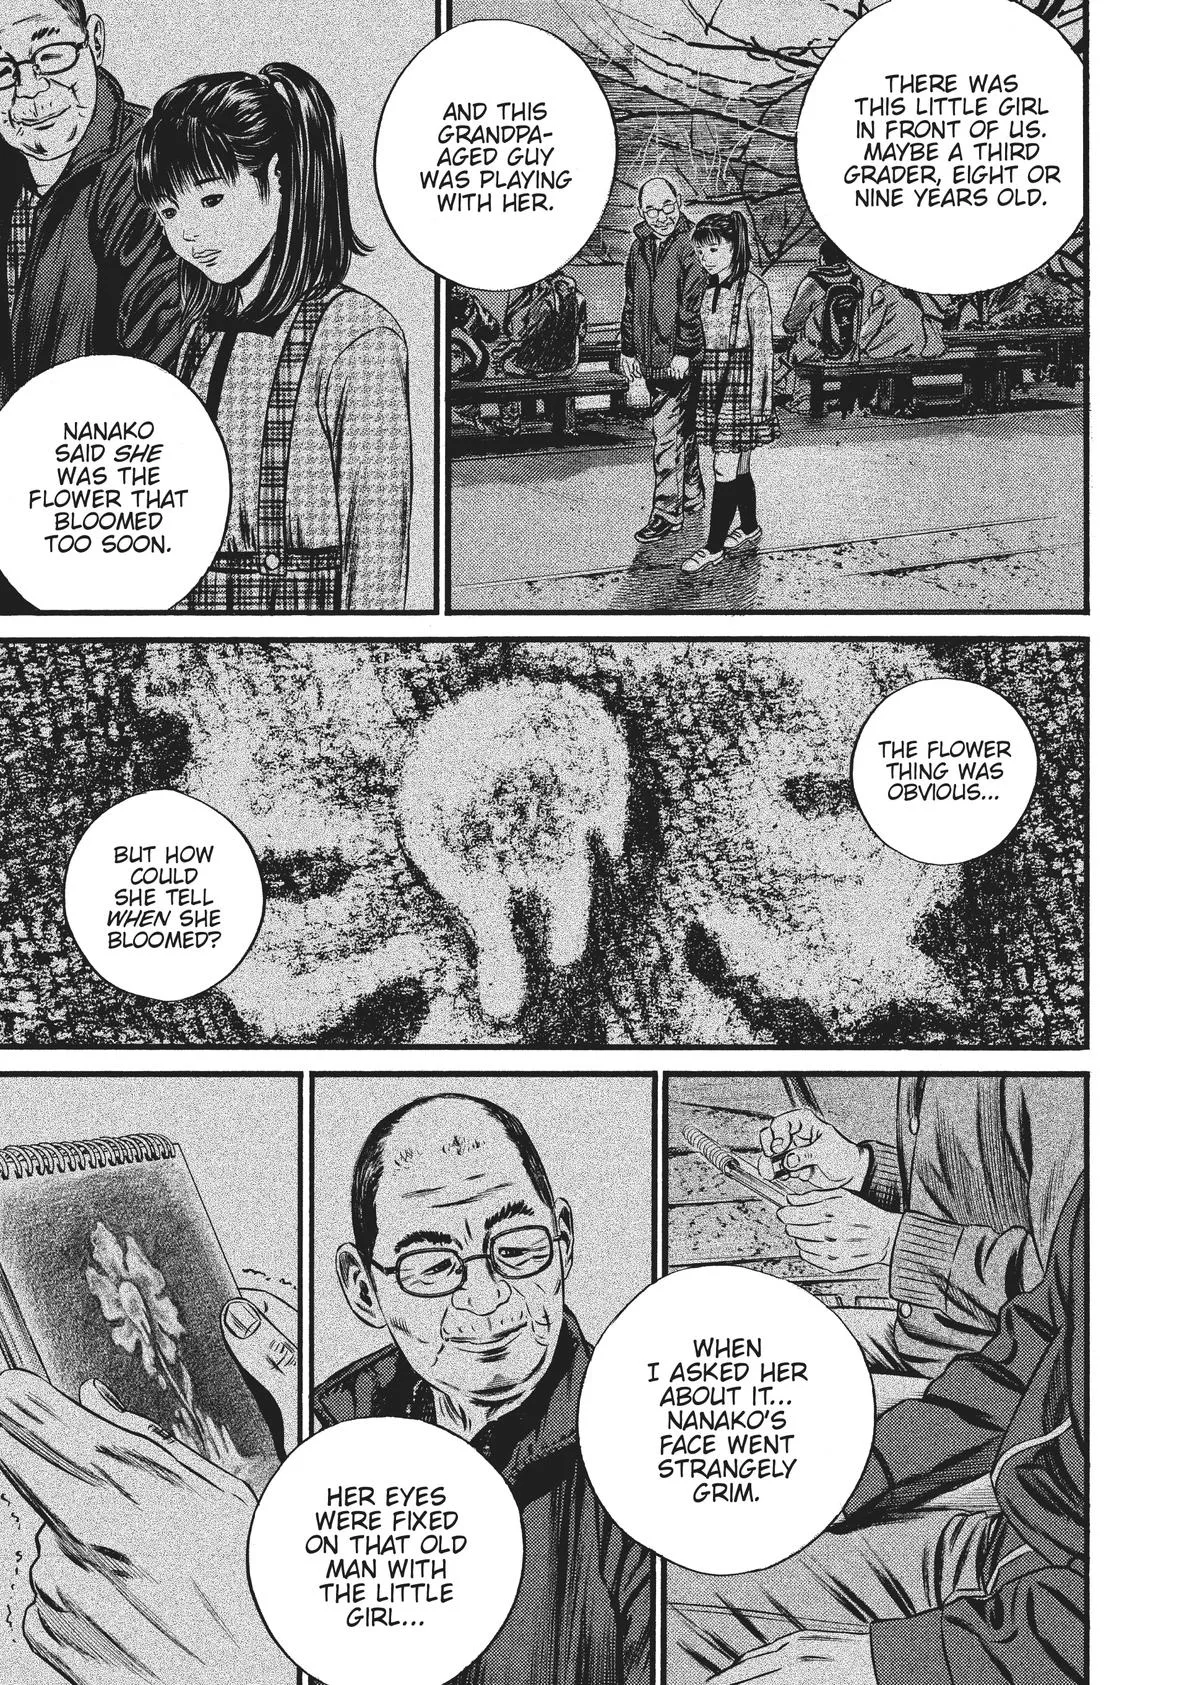 THERE WAS
THIS LITTLE GIRL
IN FRONT OF US.
MAYBE A THIRD
GRADER, EIGHT OR
NINE YEARS OLD.
AND THIS
GRANDPA-
AGED GUY
WAS PLAYING
WITH HER.
NANAKO
SAID SHE
WAS THE
FLOWER THAT
BLOOMED
TOO SOON.
THE FLOWER
THING WAS
OBVIOUS...
BUT HOW
COULD
SHE TELL
WHEN SHE
BLOOMED?
WHEN
I ASKED HER
ABOUT IT...
NANAKO'S
FACE WENT
STRANGELY
GRIM.
HER EYES
WERE FIXED
ON THAT OLD
MAN WITH
THE LITTLE
GIRL...